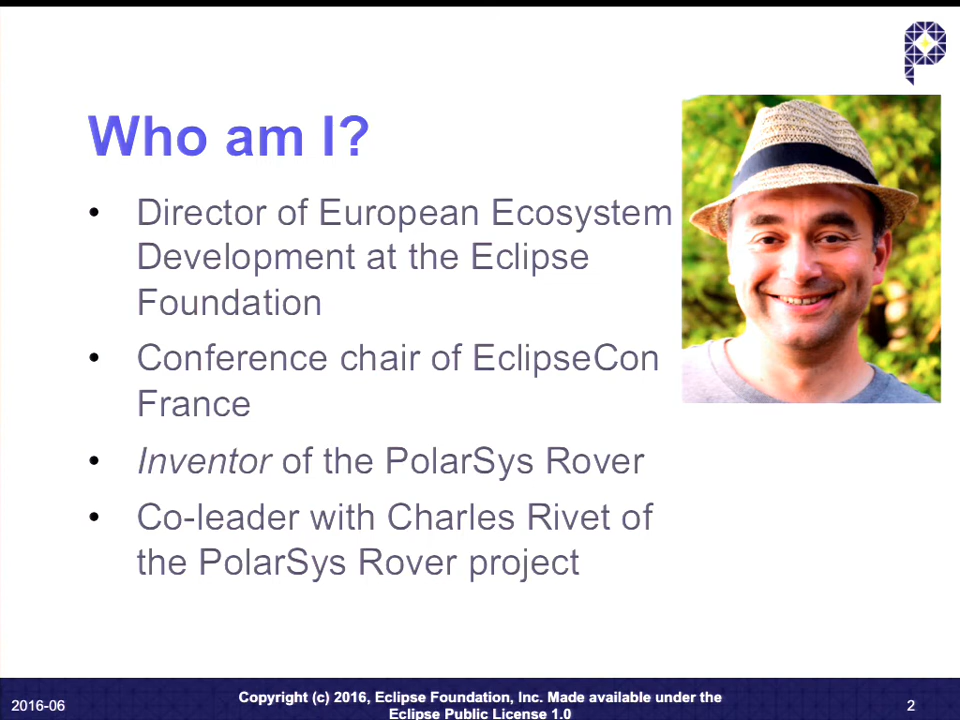 Who am I?
• Director of European Ecosystem
Development at the Eclipse
Foundation
• Conference chair of EclipseCon
France
• Inventor of the PolarSys Rover
• Co-leader with Charles Rivet of
the PolarSys Rover project
2016-06
Copyright (c) 2016, Eclipse Foundation, Inc. Made available under the
Eclipse Public License 1.0
2